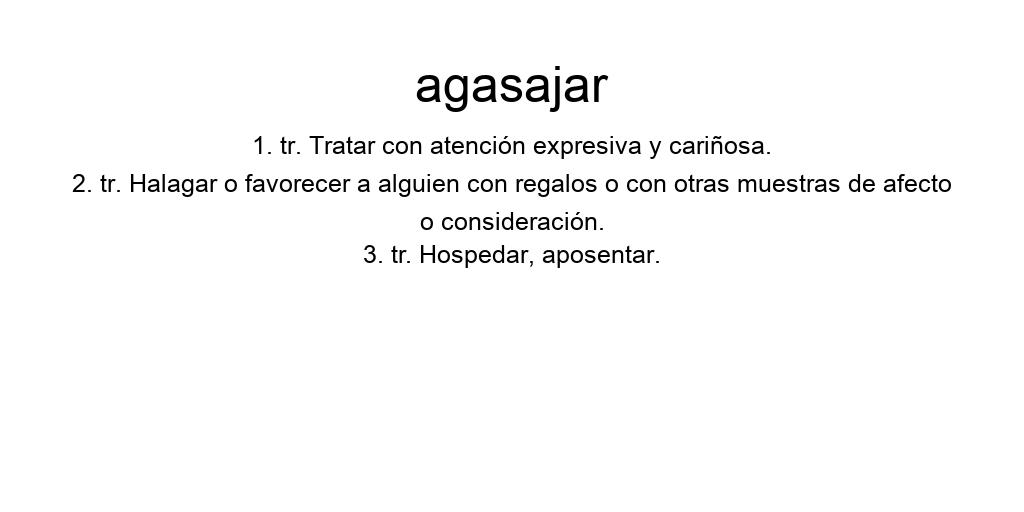 agasajar
1. tr. Tratar con atención expresiva y cariñosa.
2. tr. Halagar o favorecer a alguien con regalos o con otras muestras de afecto
o consideración.
3. tr. Hospedar, aposentar.